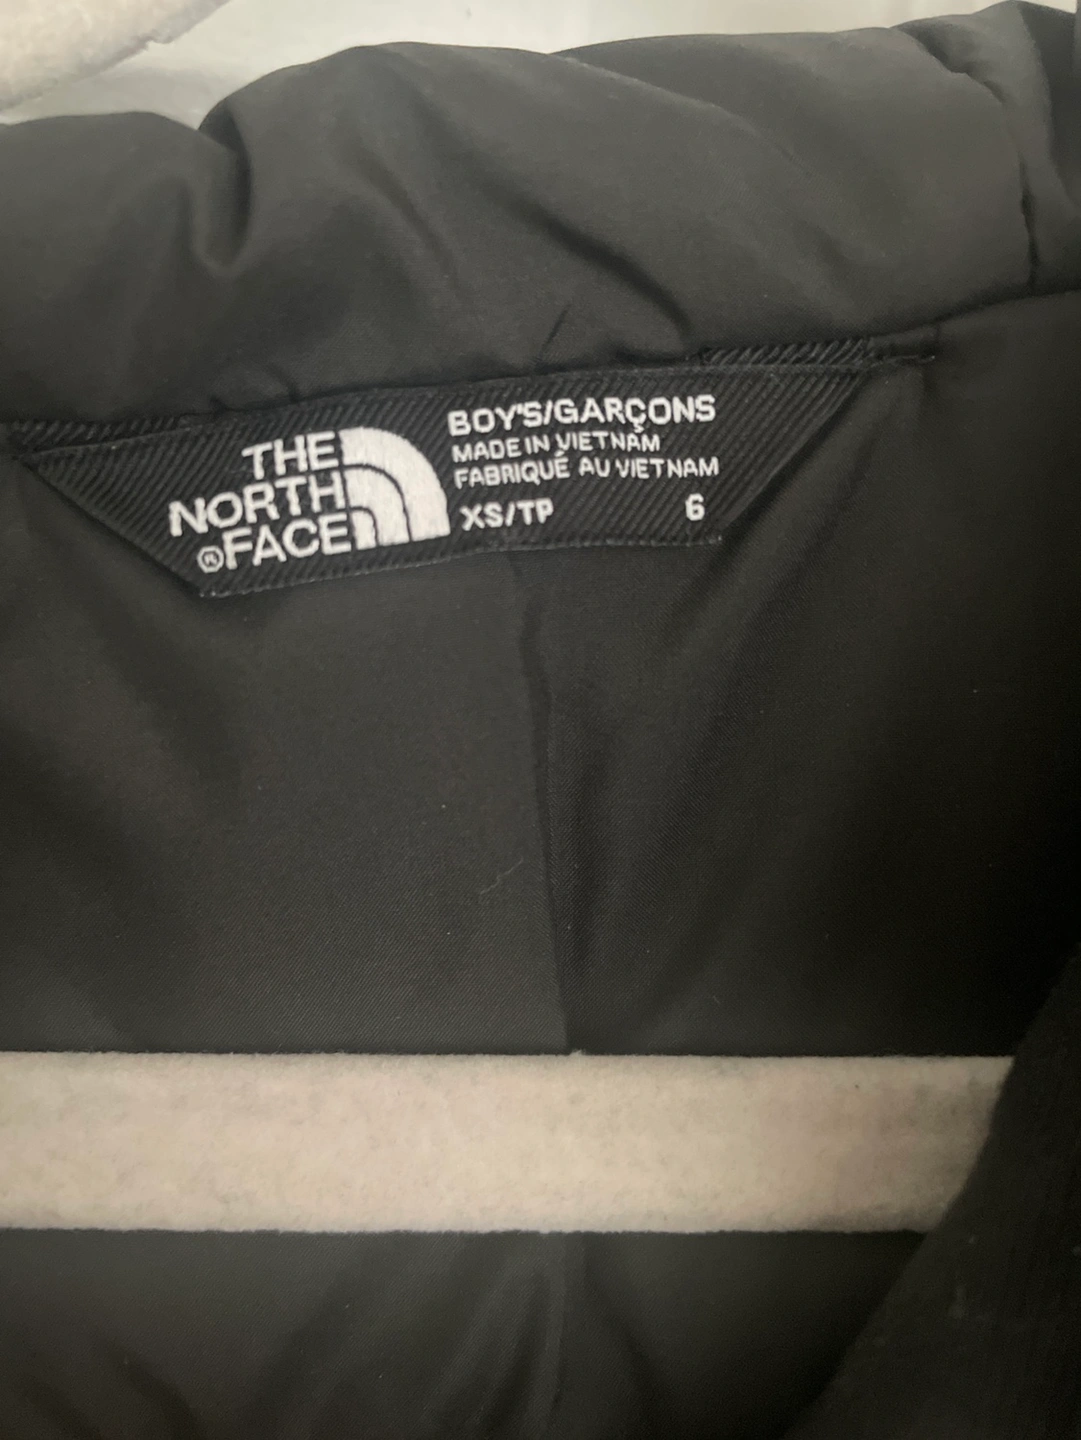 THE
NORTH
®FACE
BOY'S/GARÇONS
MADE IN VIETNAM
FABRIQUÉ AU VIETNAM
XS/TP 6